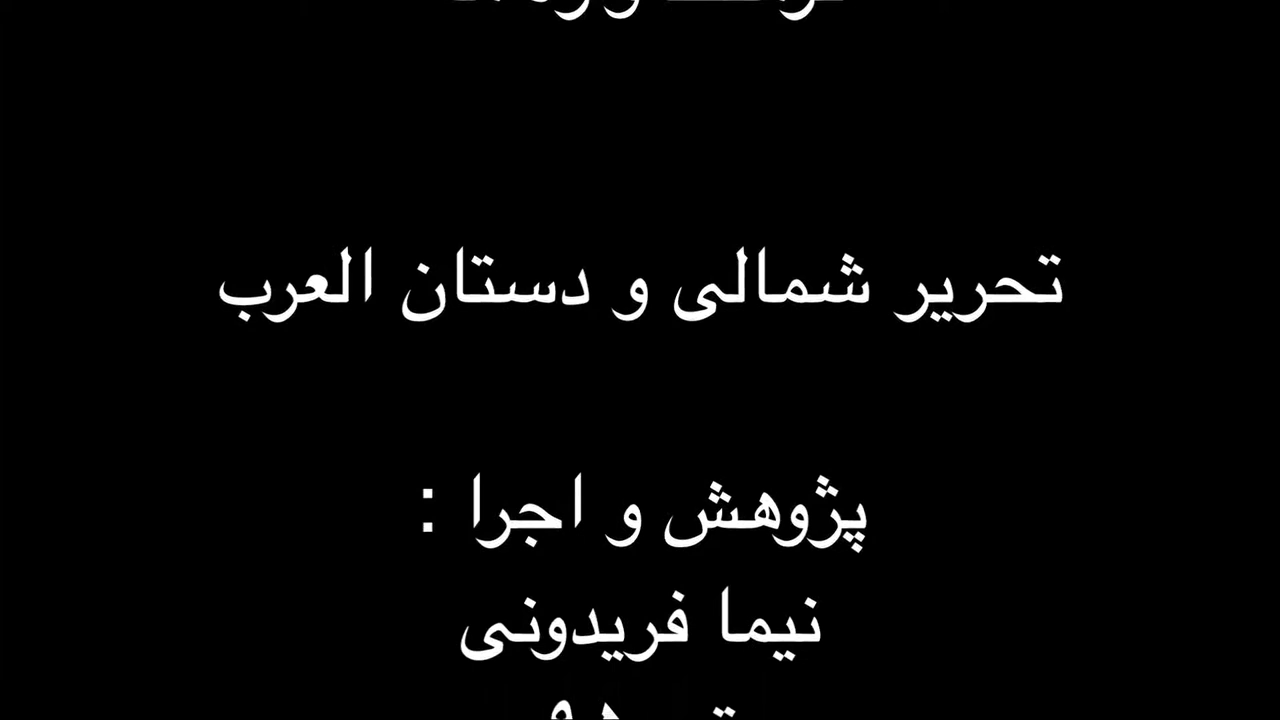 تحریر شمالی و دستان العرب
پژوهش و اجرا :
نیما فریدونی